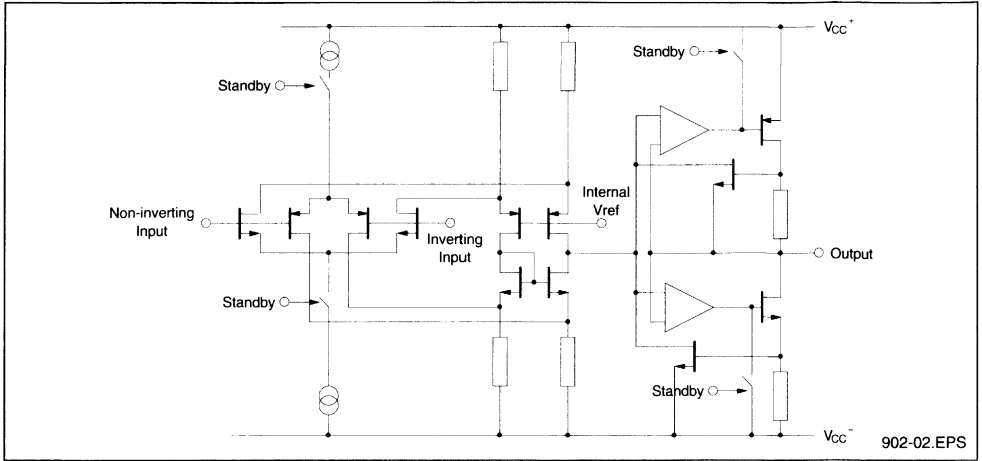 VCC+
Standby
Standby
Internal
Vref
Non-inverting
Input
Inverting
Input
Output
Standby
Standby
VCC-
902-02.EPS